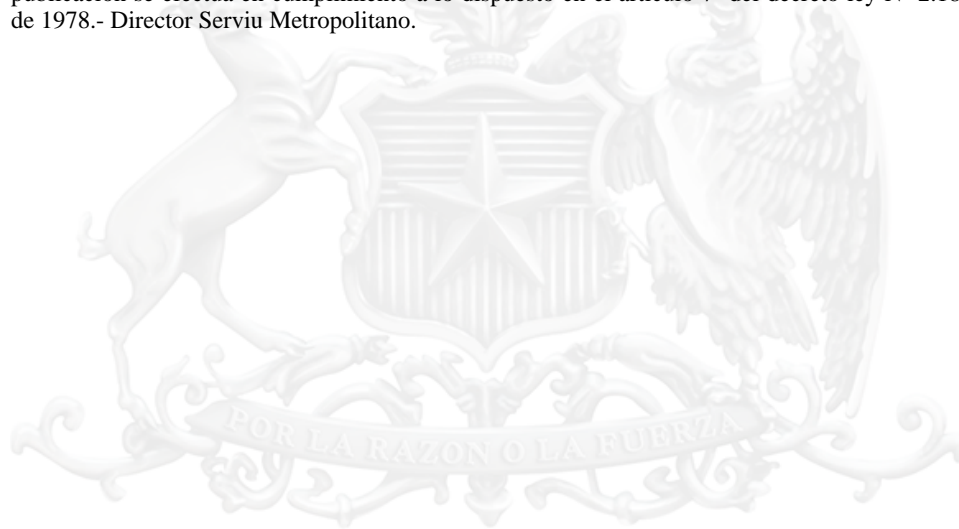 publicación se efectúa en cumplimiento a lo dispuesto en el artículo 7° del decreto ley N°
de 1978.- Director Serviu Metropolitano.
POR LA RAZON O LA FUERZA